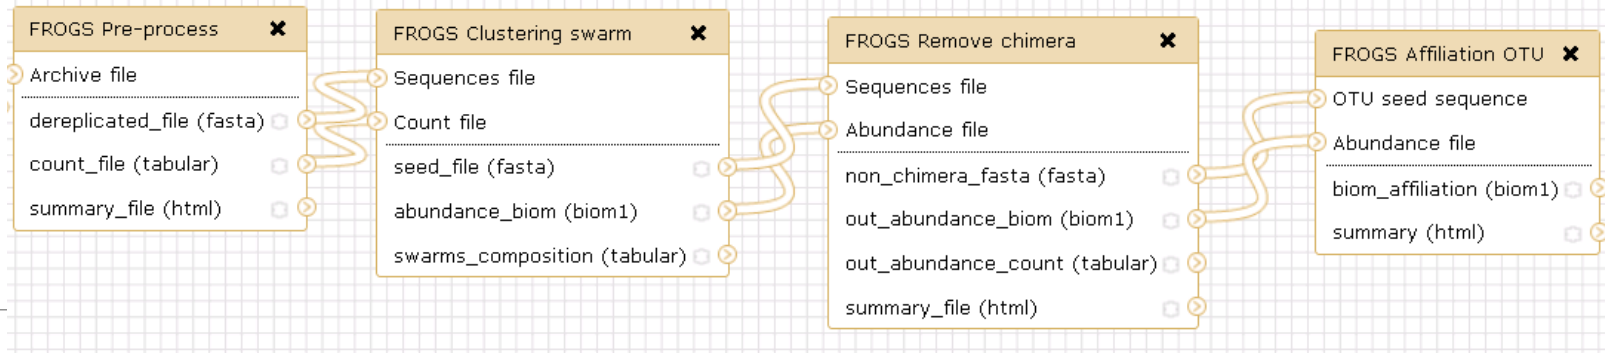 FROGS Pre-process
Archive file
dereplicated_file (fasta)
count_file (tabular)
summary_file (html)
FROGS Clustering swarm
Sequences file
Count file
seed_file (fasta)
abundance_biom (biom1)
swarms_composition (tabular)
FROGS Remove chimera
Sequences file
Abundance file
non_chimera_fasta (fasta)
out_abundance_biom (biom1)
out_abundance_count (tabular)
summary_file (html)
FROGS Affiliation OTU
OTU seed sequence
Abundance file
biom_affiliation (biom1)
summary (html)